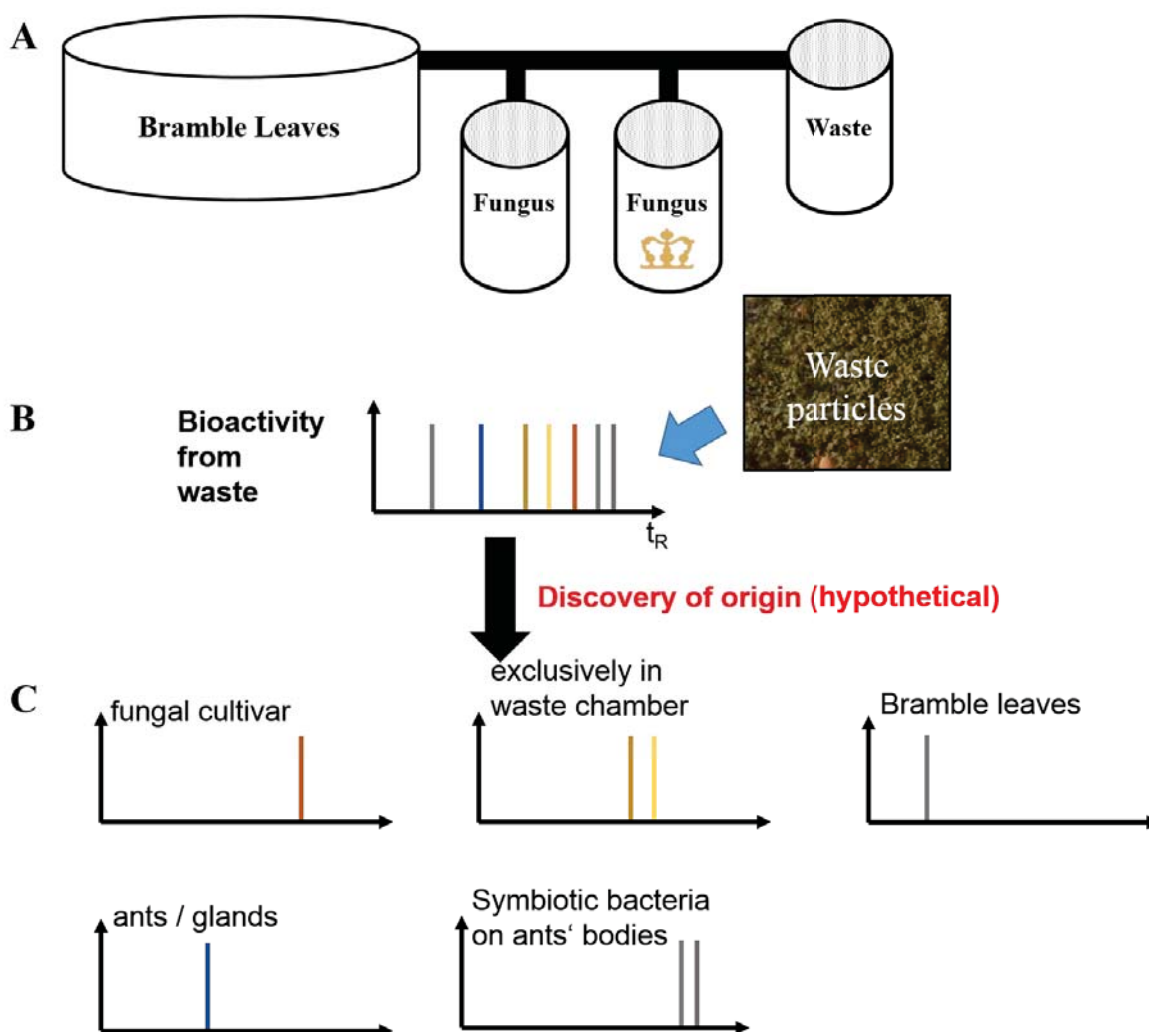 A
Bramble Leaves
Fungus
Fungus
Waste
Waste
particles
B
Bioactivity
from
waste
tR
Discovery of origin (hypothetical)
C
fungal cultivar
exclusively in
waste chamber
Bramble leaves
ants / glands
Symbiotic bacteria
on ants‘ bodies